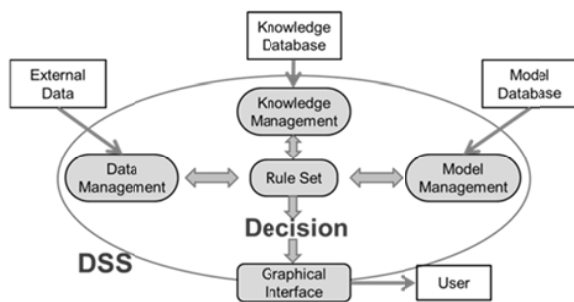 Knowledge
Database
External
Data
Model
Database
Knowledge
Management
Data
Management
Rule Set
Model
Management
Decision
DSS
Graphical
Interface
User